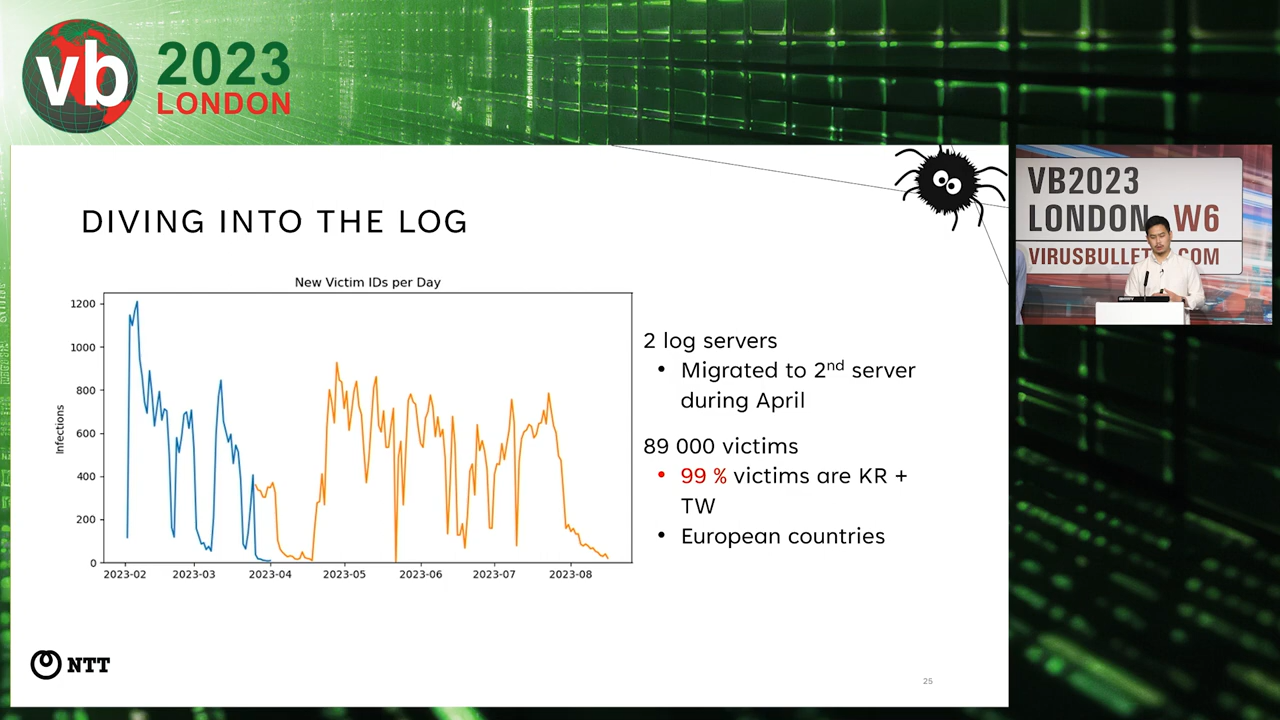 vb
2023
LONDON
DIVING INTO THE LOG
New Victim IDs per Day
Infections
1200
1000
800
600
400
200
0
2023-02 2023-03 2023-04 2023-05 2023-06 2023-07 2023-08
2 log servers
• Migrated to 2nd server
during April
89 000 victims
• 99 % victims are KR +
TW
• European countries
NTT
25
VB2023
LONDON W6
VIRUSBULLET .COM